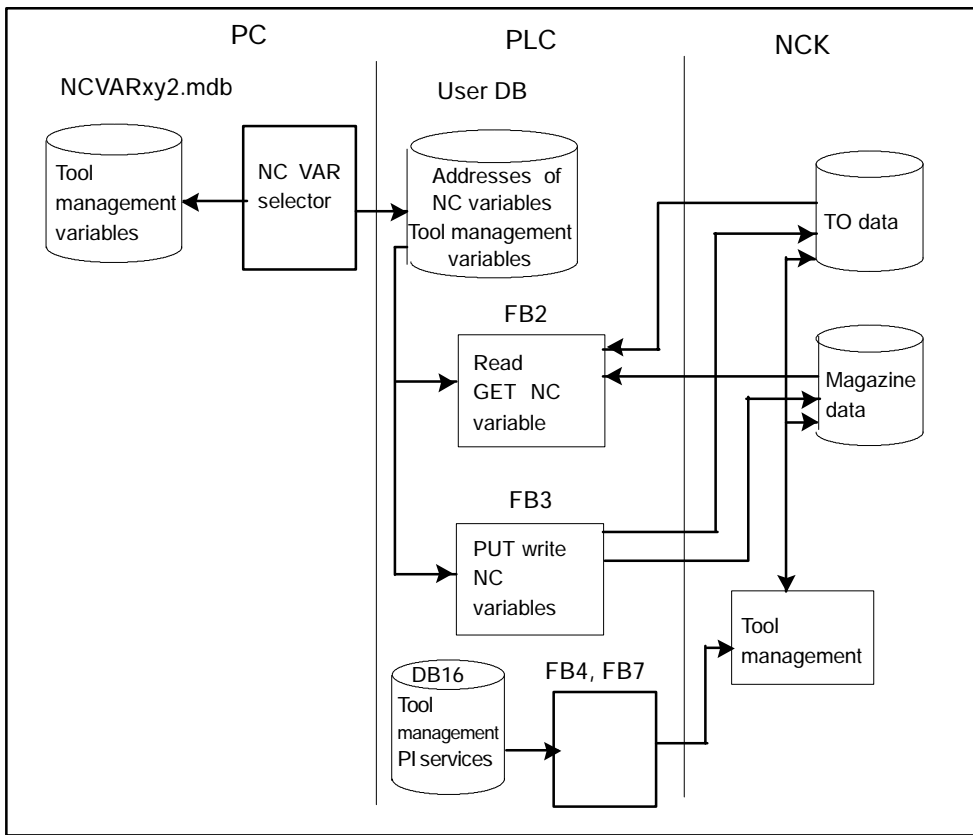 PC
PLC
NCK
NCVARxy2.mdb
Tool
management
variables
NC VAR
selector
User DB
Addresses of
NC variables
Tool management
variables
TO data
FB2
Read
GET NC
variable
Magazine
data
FB3
PUT write
NC
variables
Tool
management
DB16
Tool
management
PI services
FB4, FB7